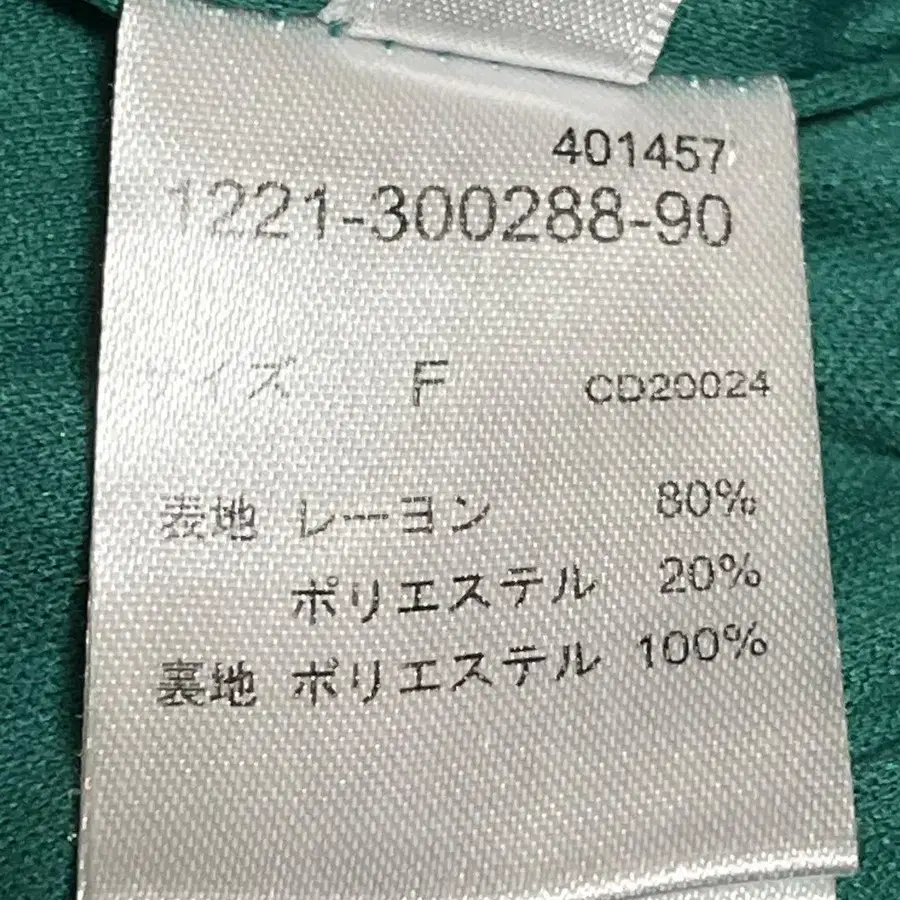 401457
1221-300288-90
サイズ F CD20024
表地 レーヨン 80%
ポリエステル 20%
裏地 ポリエステル 100%